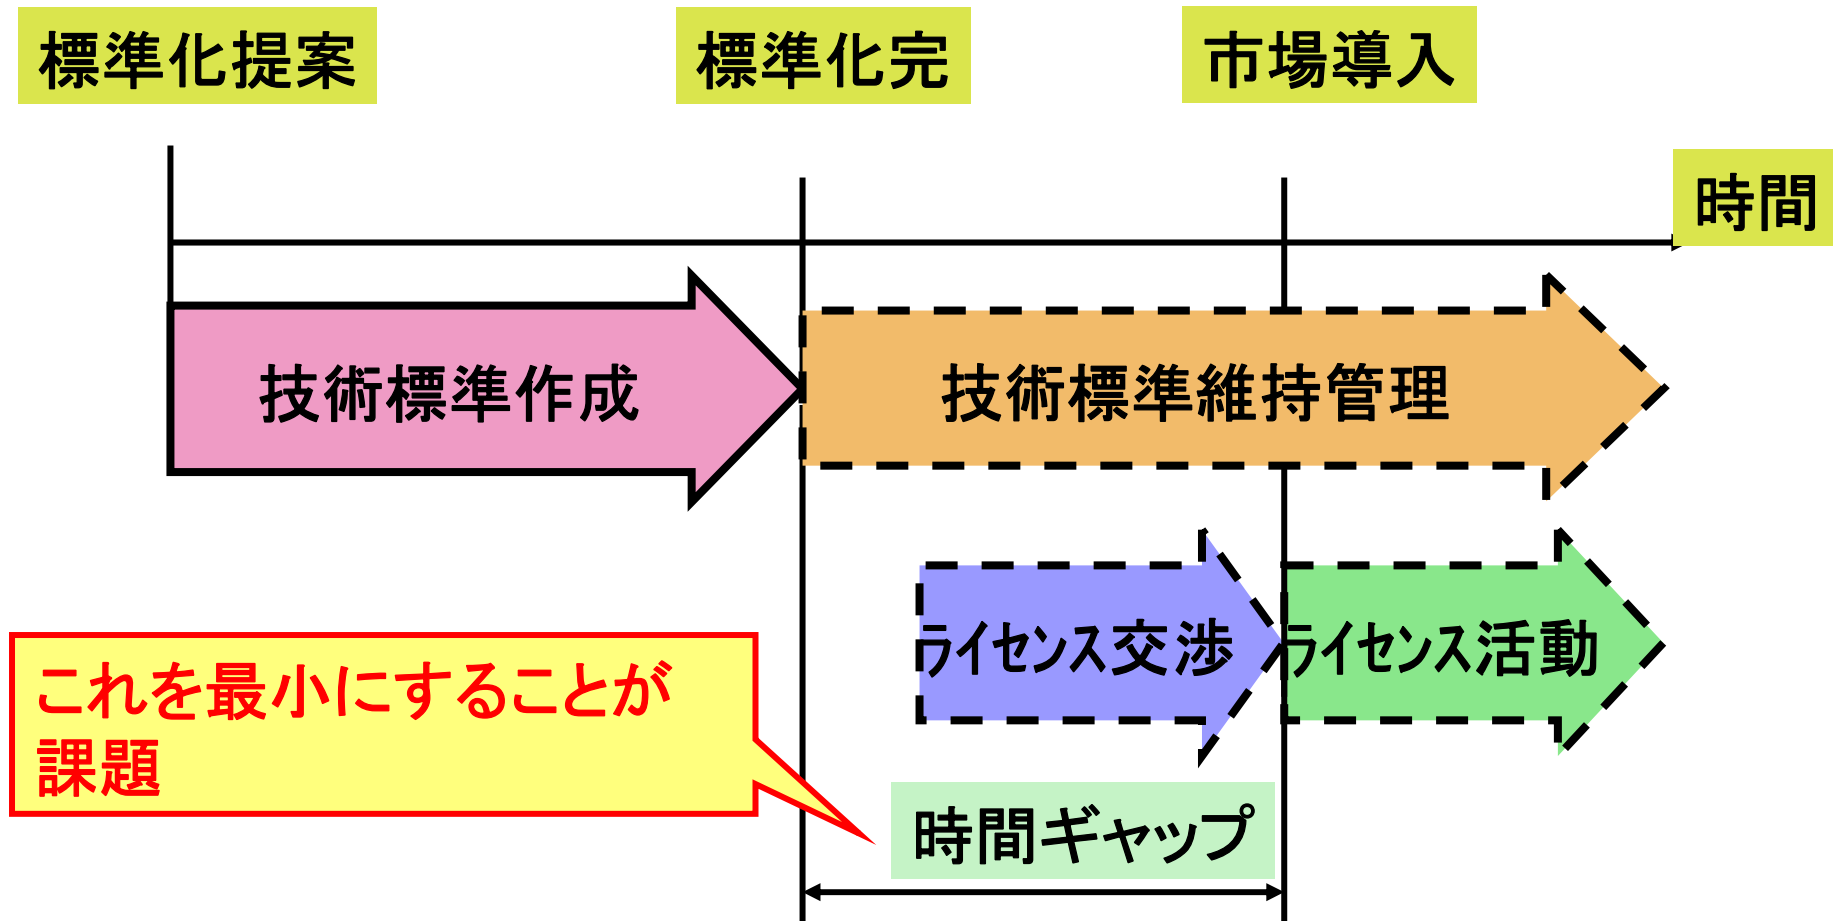 標準化提案
標準化完
市場導入
時間
技術標準作成
技術標準維持管理
ライセンス交渉
ライセンス活動
これを最小にすることが
課題
時間ギャップ